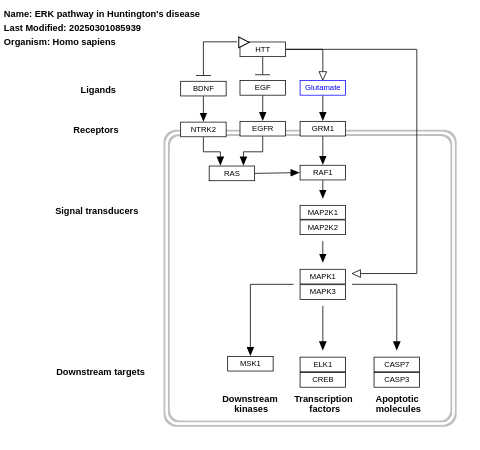 Name: ERK pathway in Huntington's disease
Last Modified: 20250301085939
Organism: Homo sapiens
HTT
Ligands
BDNF
EGF
Glutamate
Receptors
NTRK2
EGFR
GRM1
RAS
RAF1
Signal transducers
MAP2K1
MAP2K2
MAPK1
MAPK3
MSK1
ELK1
CASP7
Downstream targets
CREB
CASP3
Downstream
kinases
Transcription
factors
Apoptotic
molecules